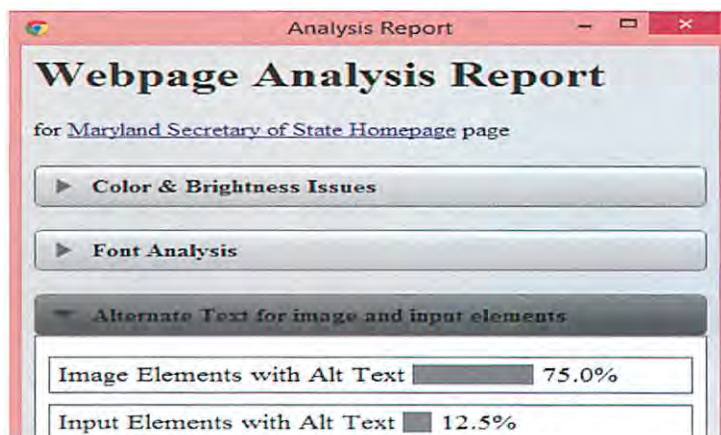 Analysis Report
Webpage Analysis Report
for Maryland Secretary of State Homepage page
Color & Brightness Issues
Font Analysis
Alternate Text for image and input elements
Image Elements with Alt Text 75.0%
Input Elements with Alt Text 12.5%